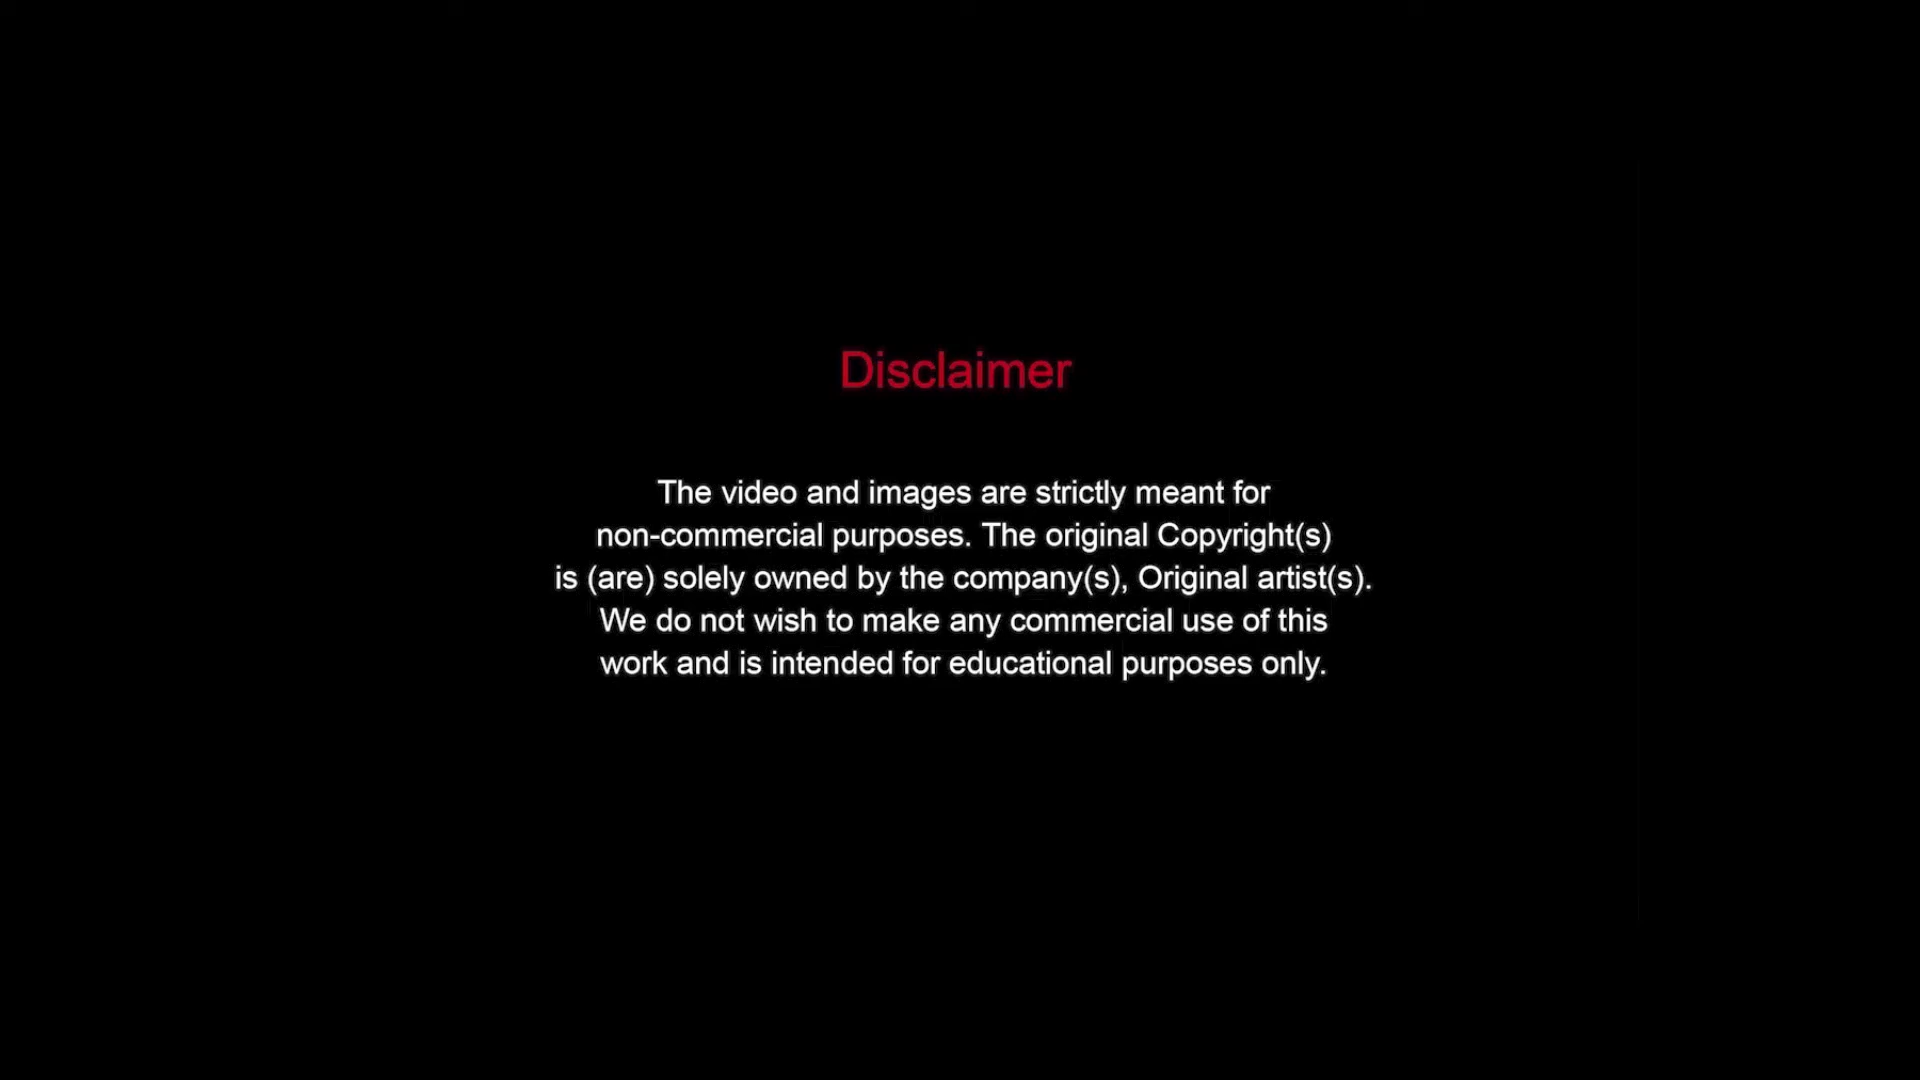 Disclaimer
The video and images are strictly meant for
non-commercial purposes. The original Copyright(s)
is (are) solely owned by the company(s), Original artist(s).
We do not wish to make any commercial use of this
work and is intended for educational purposes only.